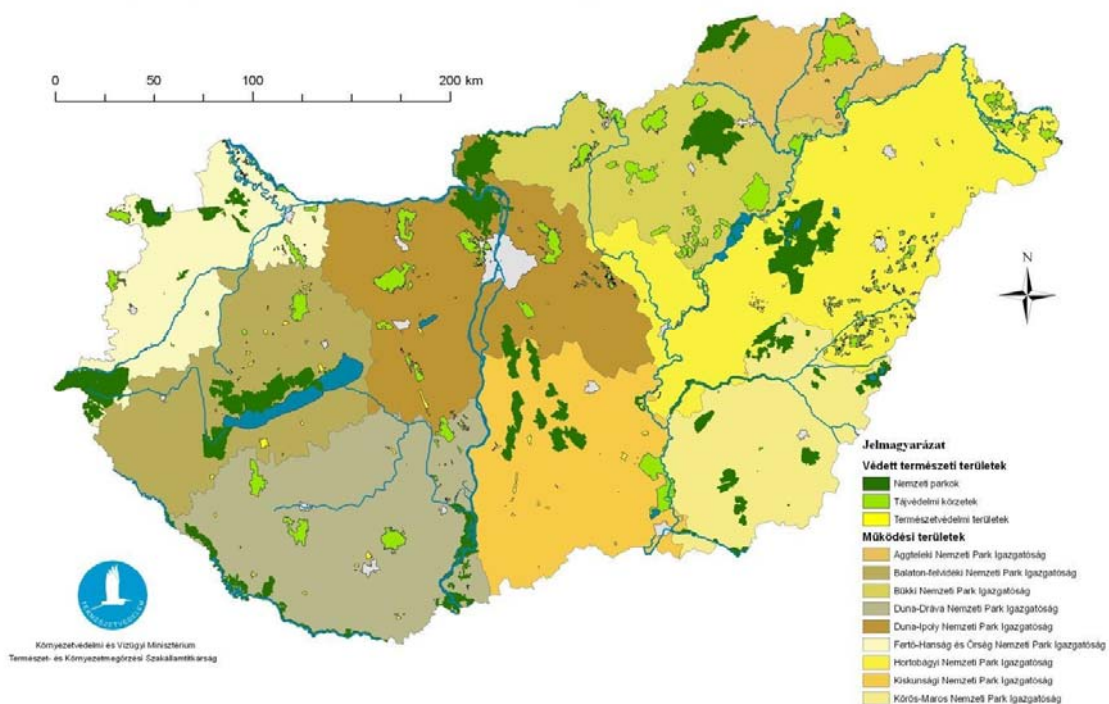 0 50 100 200 km
N
Jelmagyarázat
Védett természeti területek
Nemzeti parkok
Tájvédelmi körzetek
Természetvédelmi területek
Működési területek
Aggteleki Nemzeti Park Igazgatóság
Balaton-felvidéki Nemzeti Park Igazgatóság
Bükki Nemzeti Park Igazgatóság
Duna-Dráva Nemzeti Park Igazgatóság
Duna-Ipoly Nemzeti Park Igazgatóság
Fertő-Hanság és Őrség Nemzeti Park Igazgatóság
Hortobágyi Nemzeti Park Igazgatóság
Kiskunsági Nemzeti Park Igazgatóság
Körös-Maros Nemzeti Park Igazgatóság
TERMÉSZETVÉDELEM
Környezetvédelmi és Vízügyi Minisztérium
Természet- és Környezetmegőrzési Szakállamtitkárság